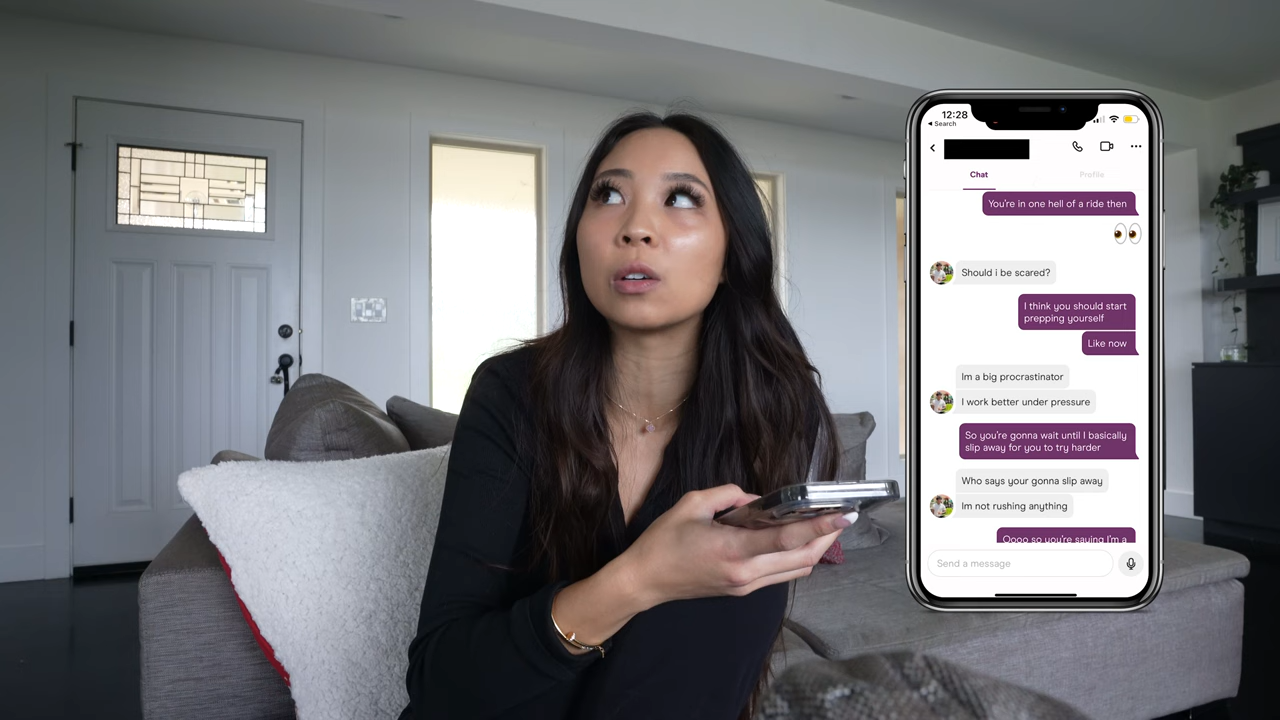 12:28
Search
Chat
Profile
You're in one hell of a ride then
Should i be scared?
I think you should start
prepping yourself
Like now
Im a big procrastinator
I work better under pressure
So you're gonna wait until I basically
slip away for you to try harder
Who says your gonna slip away
Im not rushing anything
Oooo so you're saying I'm a
Send a message